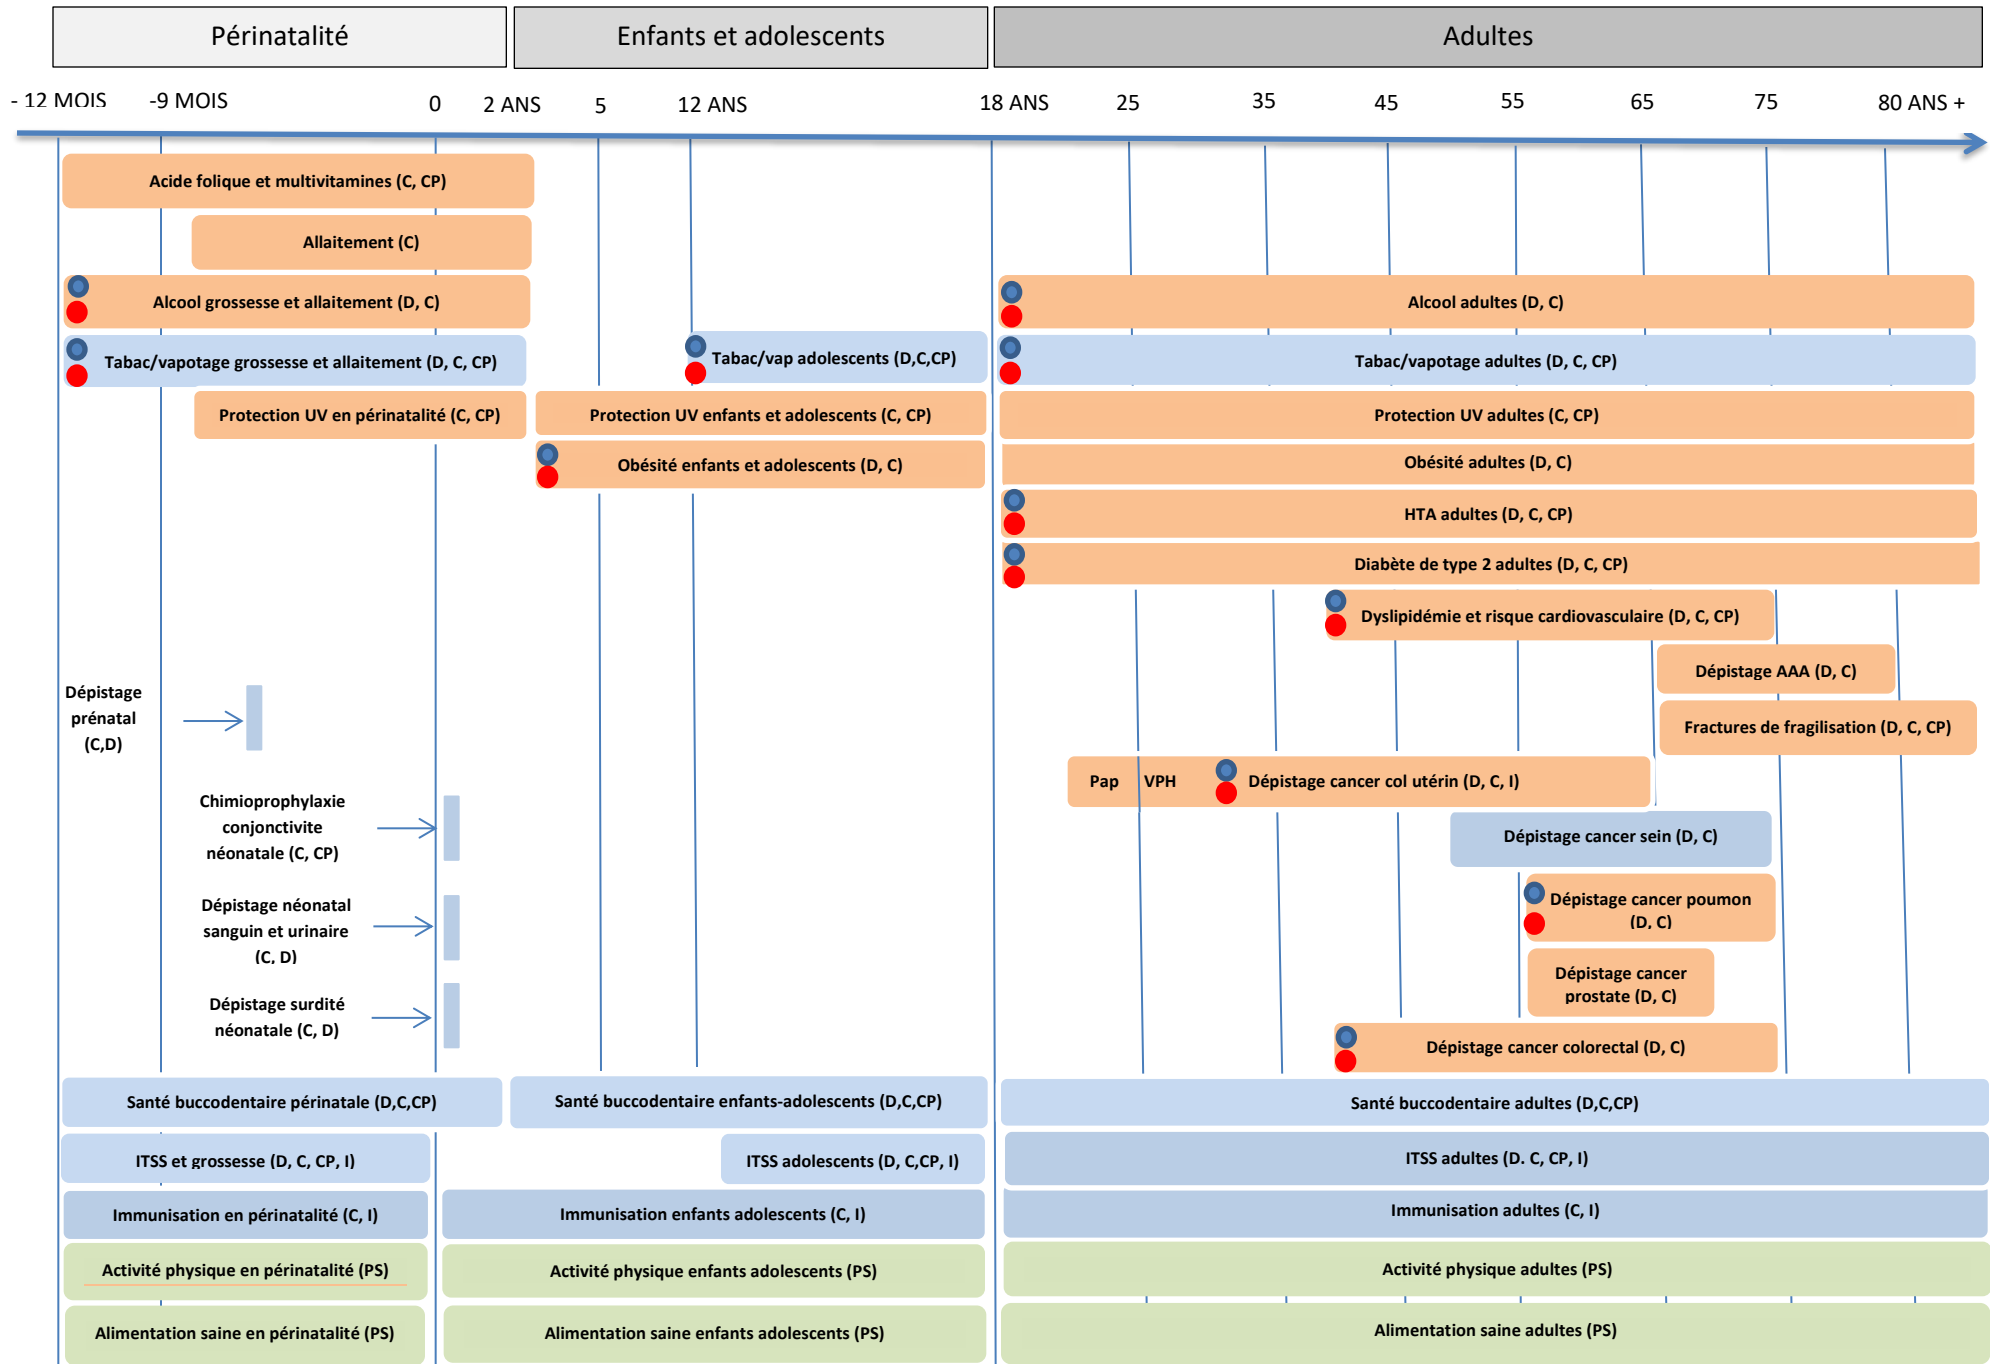 Périnatalité
Enfants et adolescents
Adultes
- 12 MOIS
-9 MOIS
0
2 ANS
5
12 ANS
18 ANS
25
35
45
55
65
75
80 ANS +
Acide folique et multivitamines (C, CP)
Allaitement (C)
Alcool grossesse et allaitement (D, C)
Alcool adultes (D, C)
Tabac/vapotage grossesse et allaitement (D, C, CP)
Tabac/vap adolescents (D,C,CP)
Tabac/vapotage adultes (D, C, CP)
Protection UV en périnatalité (C, CP)
Protection UV enfants et adolescents (C, CP)
Protection UV adultes (C, CP)
Obésité enfants et adolescents (D, C)
Obésité adultes (D, C)
HTA adultes (D, C, CP)
Diabète de type 2 adultes (D, C, CP)
Dyslipidémie et risque cardiovasculaire (D, C, CP)
Dépistage AAA (D, C)
Dépistage
prénatal
(C,D)
Fractures de fragilisation (D, C, CP)
Pap
VPH
Dépistage cancer col utérin (D, C, I)
Chimioprophylaxie
conjonctivite
néonatale (C, CP)
Dépistage cancer sein (D, C)
Dépistage néonatal
sanguin et urinaire
(C, D)
Dépistage cancer poumon
(D, C)
Dépistage cancer
prostate (D, C)
Dépistage surdité
néonatale (C, D)
Dépistage cancer colorectal (D, C)
Santé buccodentaire périnatale (D,C,CP)
Santé buccodentaire enfants-adolescents (D,C,CP)
Santé buccodentaire adultes (D,C,CP)
ITSS et grossesse (D, C, CP, I)
ITSS adolescents (D, C,CP, I)
ITSS adultes (D. C, CP, I)
Immunisation en périnatalité (C, I)
Immunisation enfants adolescents (C, I)
Immunisation adultes (C, I)
Activité physique en périnatalité (PS)
Activité physique enfants adolescents (PS)
Activité physique adultes (PS)
Alimentation saine en périnatalité (PS)
Alimentation saine enfants adolescents (PS)
Alimentation saine adultes (PS)